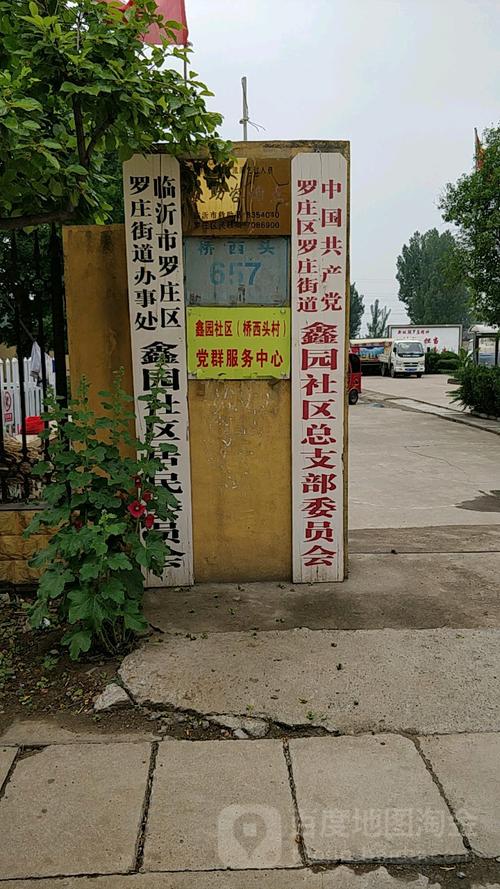 临沂市罗庄区
罗庄街道办事处
鑫园社区居民委员会
8354040
7086900
桥西头
657
鑫园社区（桥西头村）
党群服务中心
中国共产党
罗庄区罗庄街道
鑫园社区总支部委员会
百度地图淘金